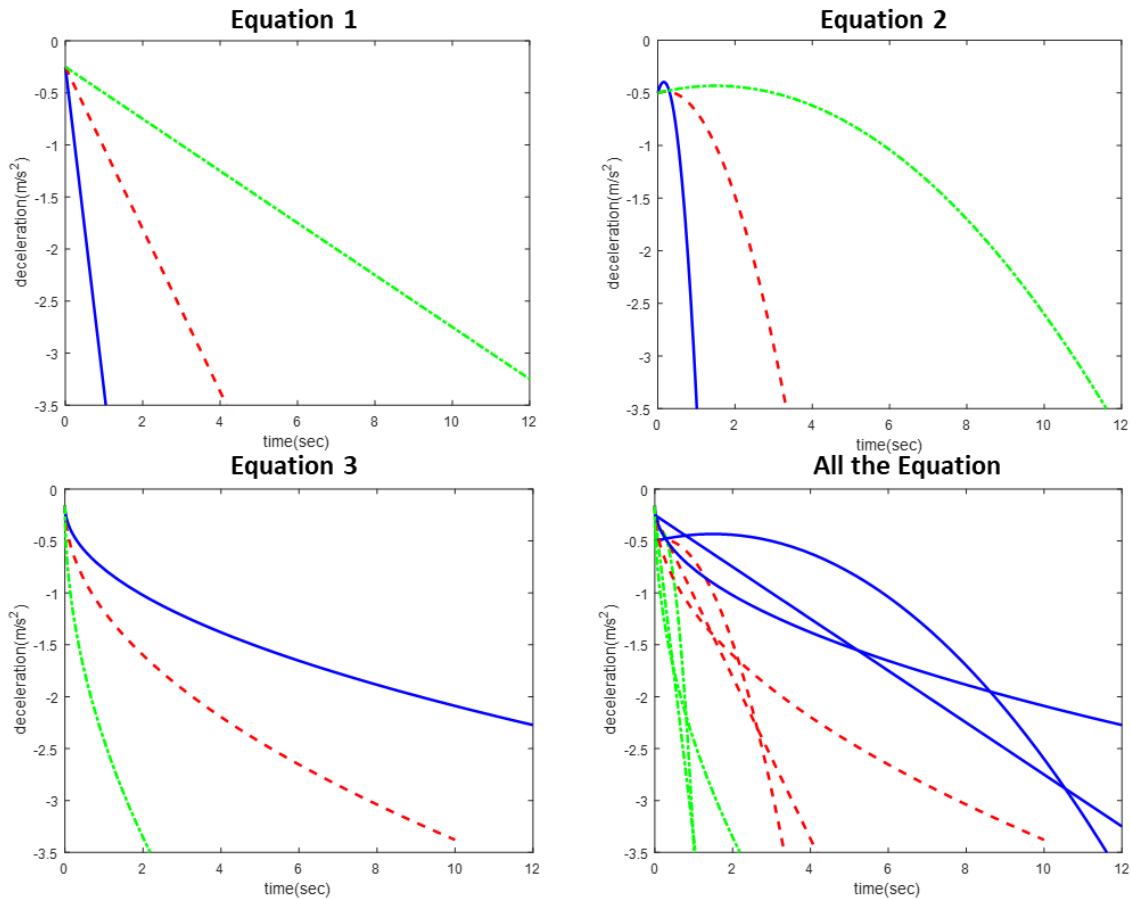 Equation 1
0
-0.5
-1
-1.5
-2
-2.5
-3
-3.5
deceleration(m/s²)
0 2 4 6 8 10 12
time(sec)
Equation 2
0
-0.5
-1
-1.5
-2
-2.5
-3
-3.5
deceleration(m/s²)
0 2 4 6 8 10 12
time(sec)
Equation 3
0
-0.5
-1
-1.5
-2
-2.5
-3
-3.5
deceleration(m/s²)
0 2 4 6 8 10 12
time(sec)
All the Equation
0
-0.5
-1
-1.5
-2
-2.5
-3
-3.5
deceleration(m/s²)
0 2 4 6 8 10 12
time(sec)